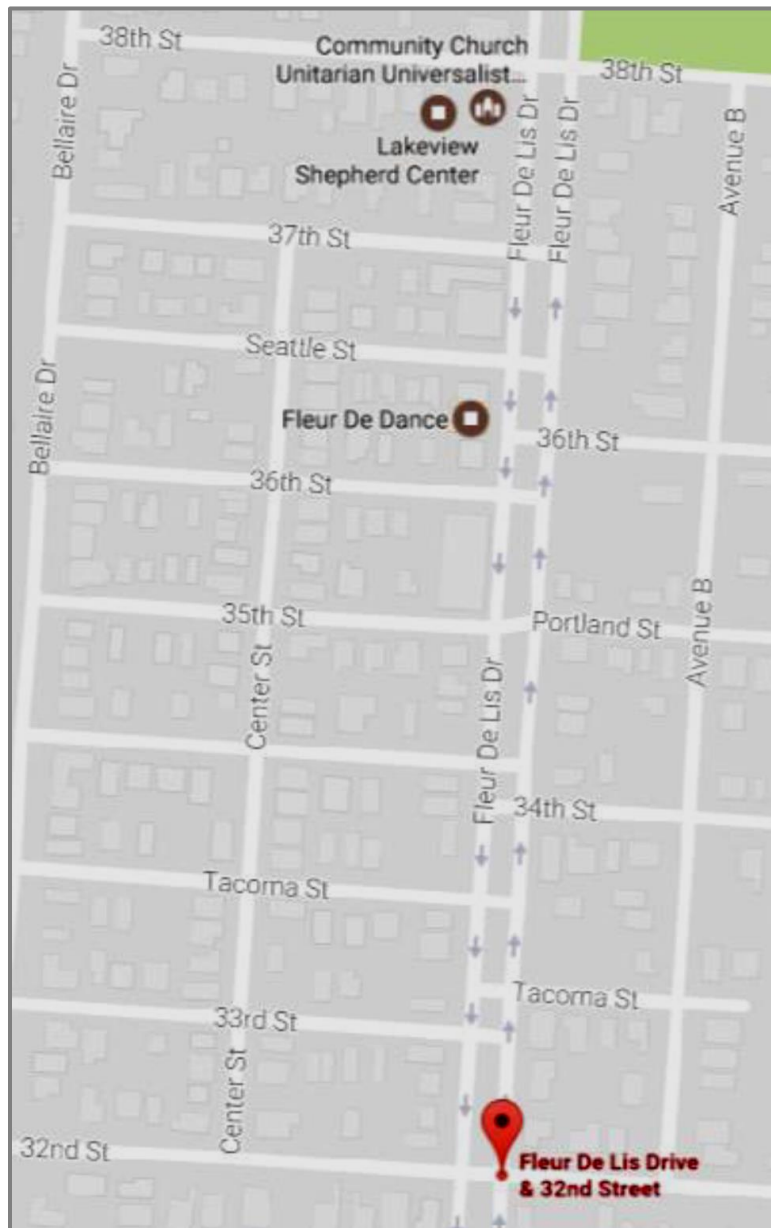 38th St
Community Church
Unitarian Universalist...
38th St
Lakeview
Shepherd Center
Bellaire Dr
Fleur De Lis Dr
Fleur De Lis Dr
Avenue B
37th St
Seattle St
Bellaire Dr
Fleur De Dance
36th St
36th St
35th St
Portland St
Avenue B
Center St
Fleur De Lis Dr
34th St
Tacoma St
Tacoma St
33rd St
Center St
32nd St
Fleur De Lis Drive
& 32nd Street